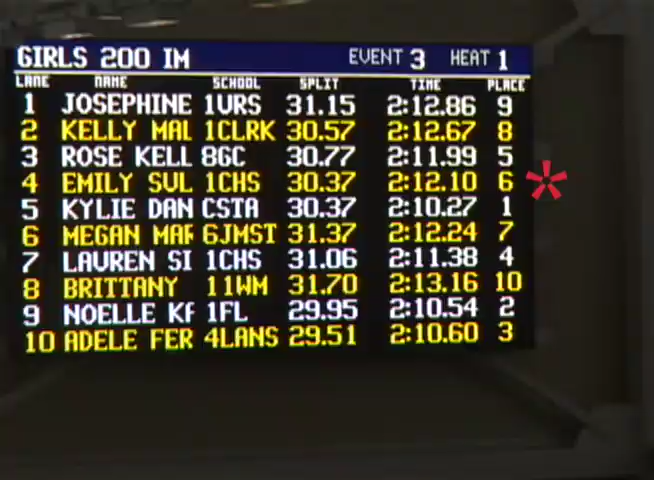 GIRLS 200 IM EVENT 3 HEAT 1
LANE NAME SCHOOL SPLIT TIME PLACE
1 JOSEPHINE 1URS 31.15 2:12.86 9
2 KELLY MAL 1CLRK 30.57 2:12.67 8
3 ROSE KELL 8GC 30.77 2:11.99 5
4 EMILY SUL 1CHS 30.37 2:12.10 6 *
5 KYLIE DAN CSTA 30.37 2:10.27 1
6 MEGAN MAR 6JMST 31.37 2:12.24 7
7 LAUREN SI 1CHS 31.06 2:11.38 4
8 BRITTANY 11WM 31.70 2:13.16 10
9 NOELLE KR 1FL 29.95 2:10.54 2
10 ADELE FER 4LANS 29.51 2:10.60 3